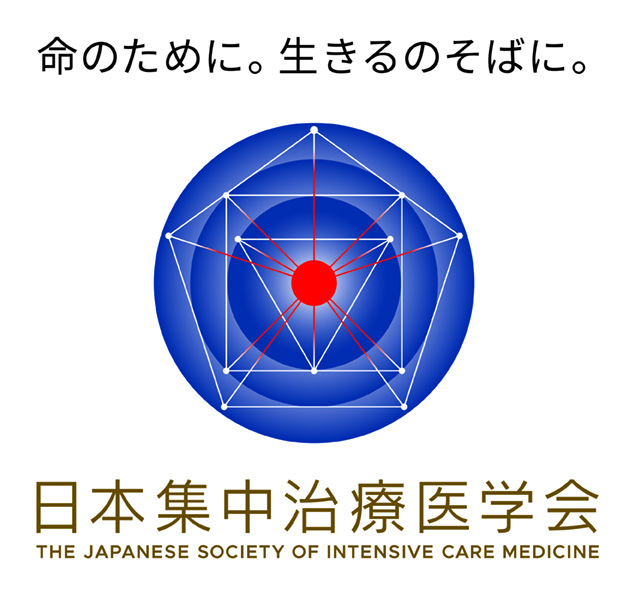 命のために。生きるのそばに。
日本集中治療医学会
THE JAPANESE SOCIETY OF INTENSIVE CARE MEDICINE